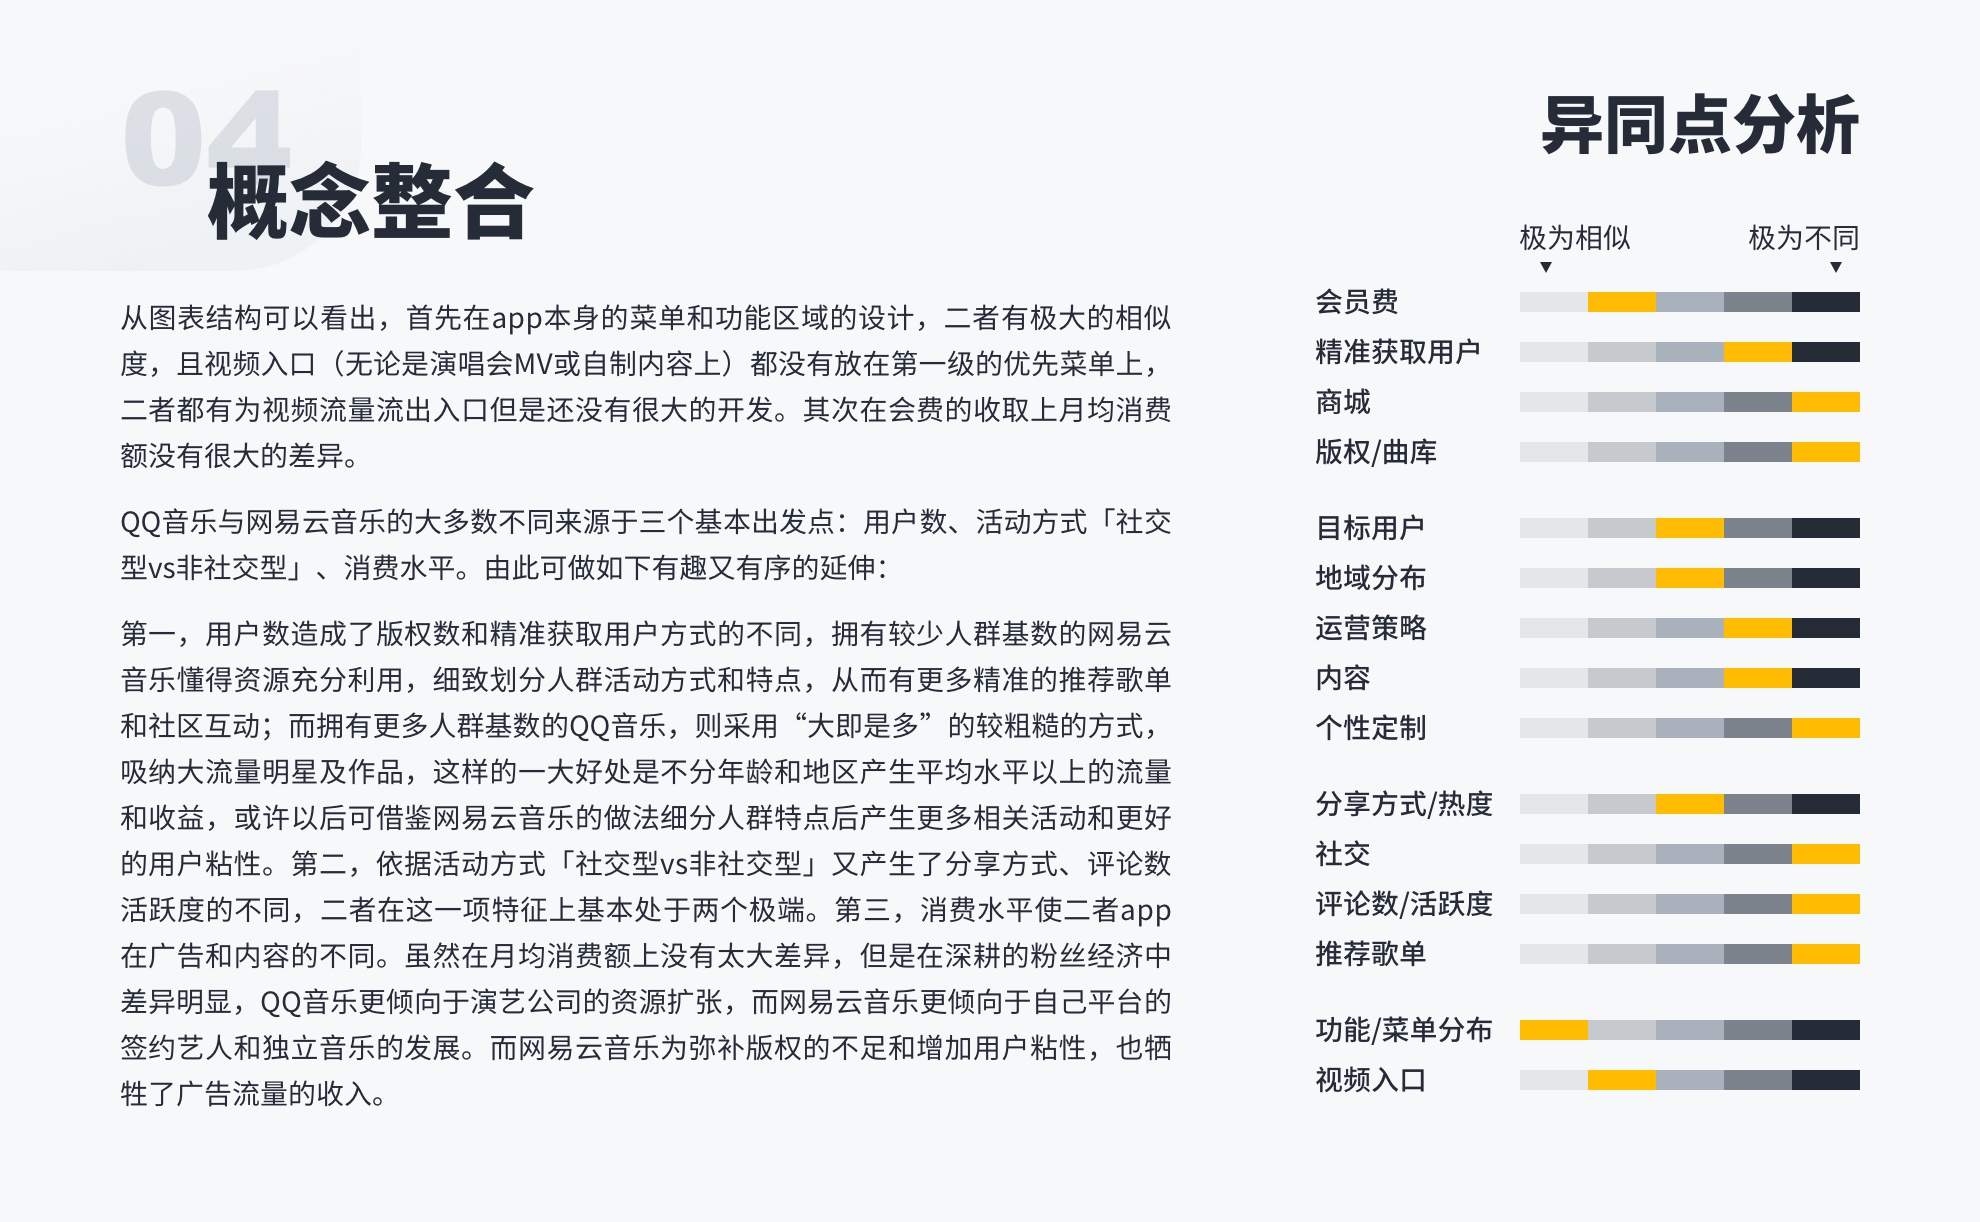 04
概念整合
从图表结构可以看出，首先在app本身的菜单和功能区域的设计，二者有极大的相似
度，且视频入口（无论是演唱会MV或自制内容上）都没有放在第一级的优先菜单上，
二者都有为视频流量流出入口但是还没有很大的开发。其次在会费的收取上月均消费
额没有很大的差异。
QQ音乐与网易云音乐的大多数不同来源于三个基本出发点：用户数、活动方式「社交
型vs非社交型」、消费水平。由此可做如下有趣又有序的延伸：
第一，用户数造成了版权数和精准获取用户方式的不同，拥有较少人群基数的网易云
音乐懂得资源充分利用，细致划分人群活动方式和特点，从而有更多精准的推荐歌单
和社区互动；而拥有更多人群基数的QQ音乐，则采用“大即是多”的较粗糙的方式，
吸纳大流量明星及作品，这样的一大好处是不分年龄和地区产生平均水平以上的流量
和收益，或许以后可借鉴网易云音乐的做法细分人群特点后产生更多相关活动和更好
的用户粘性。第二，依据活动方式「社交型vs非社交型」又产生了分享方式、评论数
活跃度的不同，二者在这一项特征上基本处于两个极端。第三，消费水平使二者app
在广告和内容的不同。虽然在月均消费额上没有太大差异，但是在深耕的粉丝经济中
差异明显，QQ音乐更倾向于演艺公司的资源扩张，而网易云音乐更倾向于自己平台的
签约艺人和独立音乐的发展。而网易云音乐为弥补版权的不足和增加用户粘性，也牺
牲了广告流量的收入。
异同点分析
极为相似 极为不同
会员费
精准获取用户
商城
版权/曲库
目标用户
地域分布
运营策略
内容
个性定制
分享方式/热度
社交
评论数/活跃度
推荐歌单
功能/菜单分布
视频入口